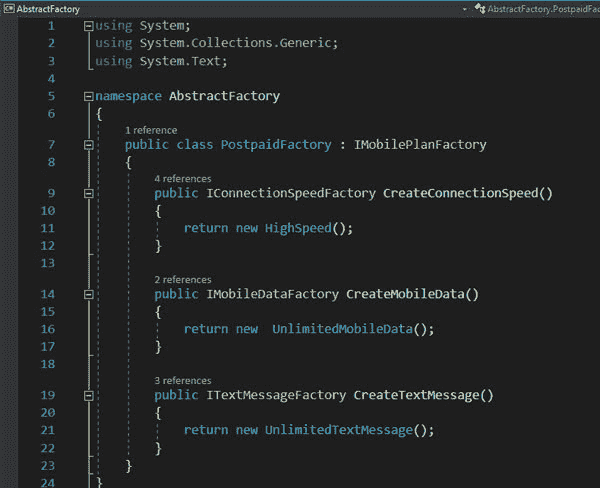 C# AbstractFactory AbstractFactory.PostpaidFac
1 using System;
2 using System.Collections.Generic;
3 using System.Text;
4
5 namespace AbstractFactory
6 {
1 reference
7 public class PostpaidFactory : IMobilePlanFactory
8 {
4 references
9 public IConnectionSpeedFactory CreateConnectionSpeed()
10 {
11 return new HighSpeed();
12 }
13
2 references
14 public IMobileDataFactory CreateMobileData()
15 {
16 return new  UnlimitedMobileData();
17 }
18
3 references
19 public ITextMessageFactory CreateTextMessage()
20 {
21 return new UnlimitedTextMessage();
22 }
23 }
24 }